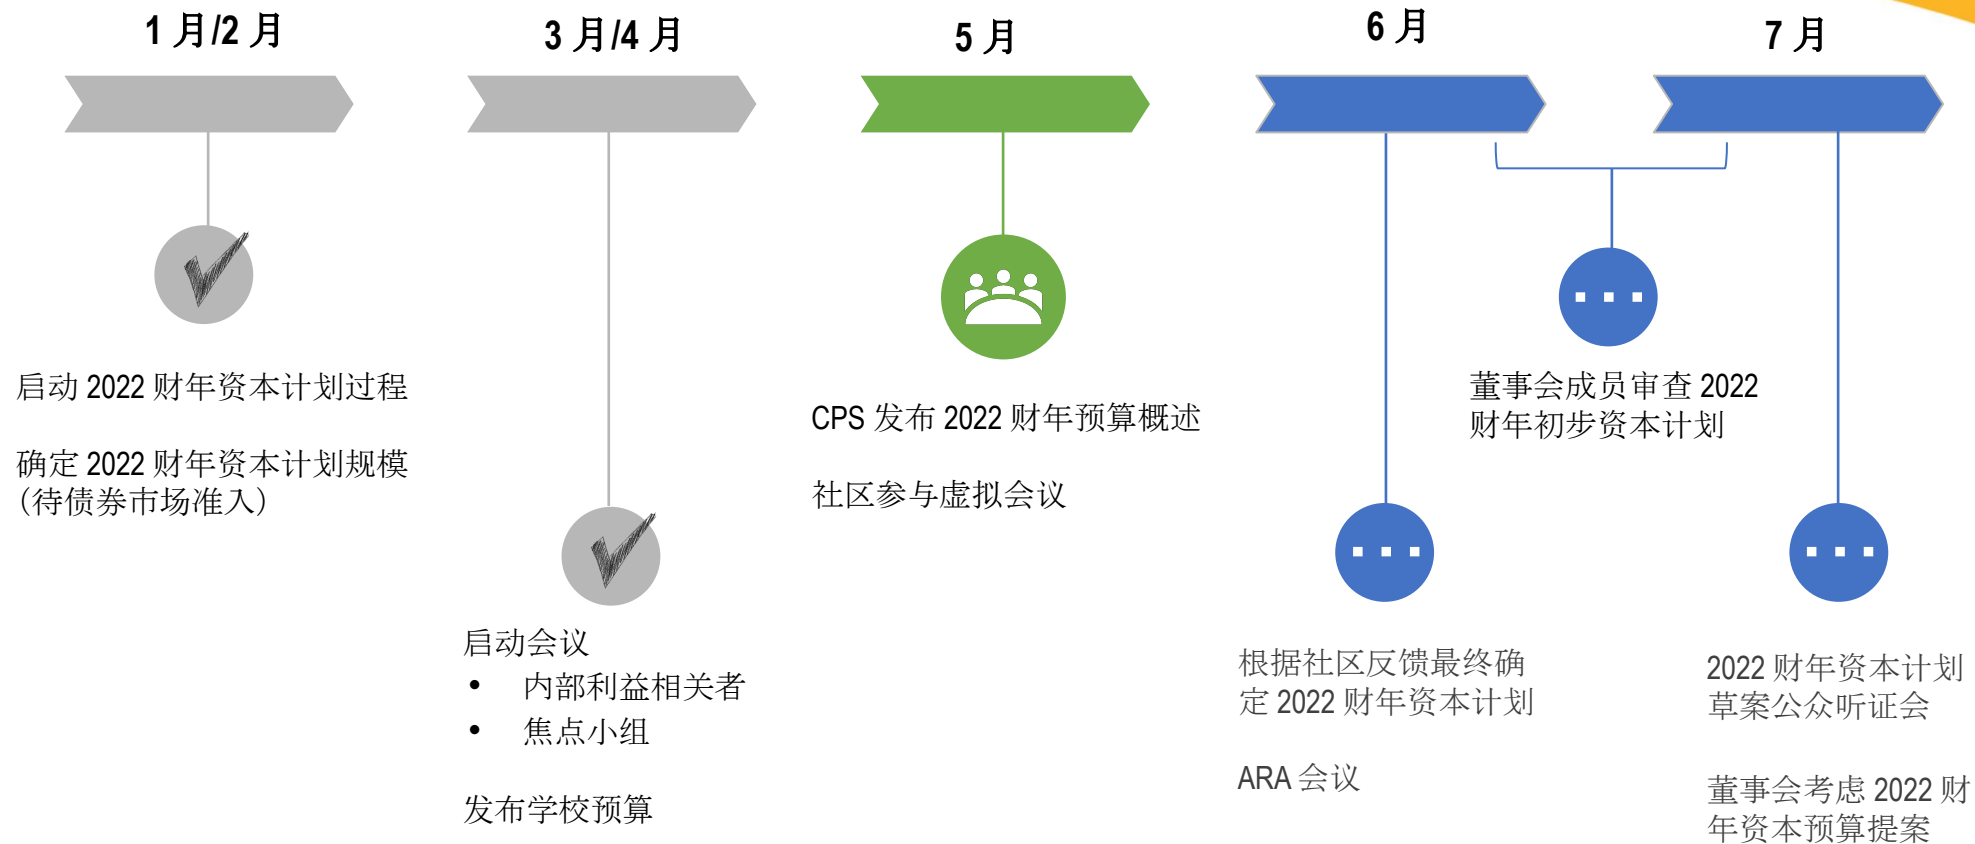 1 月/2 月
3 月/4 月
5 月
6 月
7 月
启动 2022 财年资本计划过程
确定 2022 财年资本计划规模
（待债券市场准入）
启动会议
• 内部利益相关者
• 焦点小组
发布学校预算
CPS 发布 2022 财年预算概述
社区参与虚拟会议
董事会成员审查 2022
财年初步资本计划
根据社区反馈最终确
定 2022 财年资本计划
ARA 会议
2022 财年资本计划
草案公众听证会
董事会考虑 2022 财
年资本预算提案